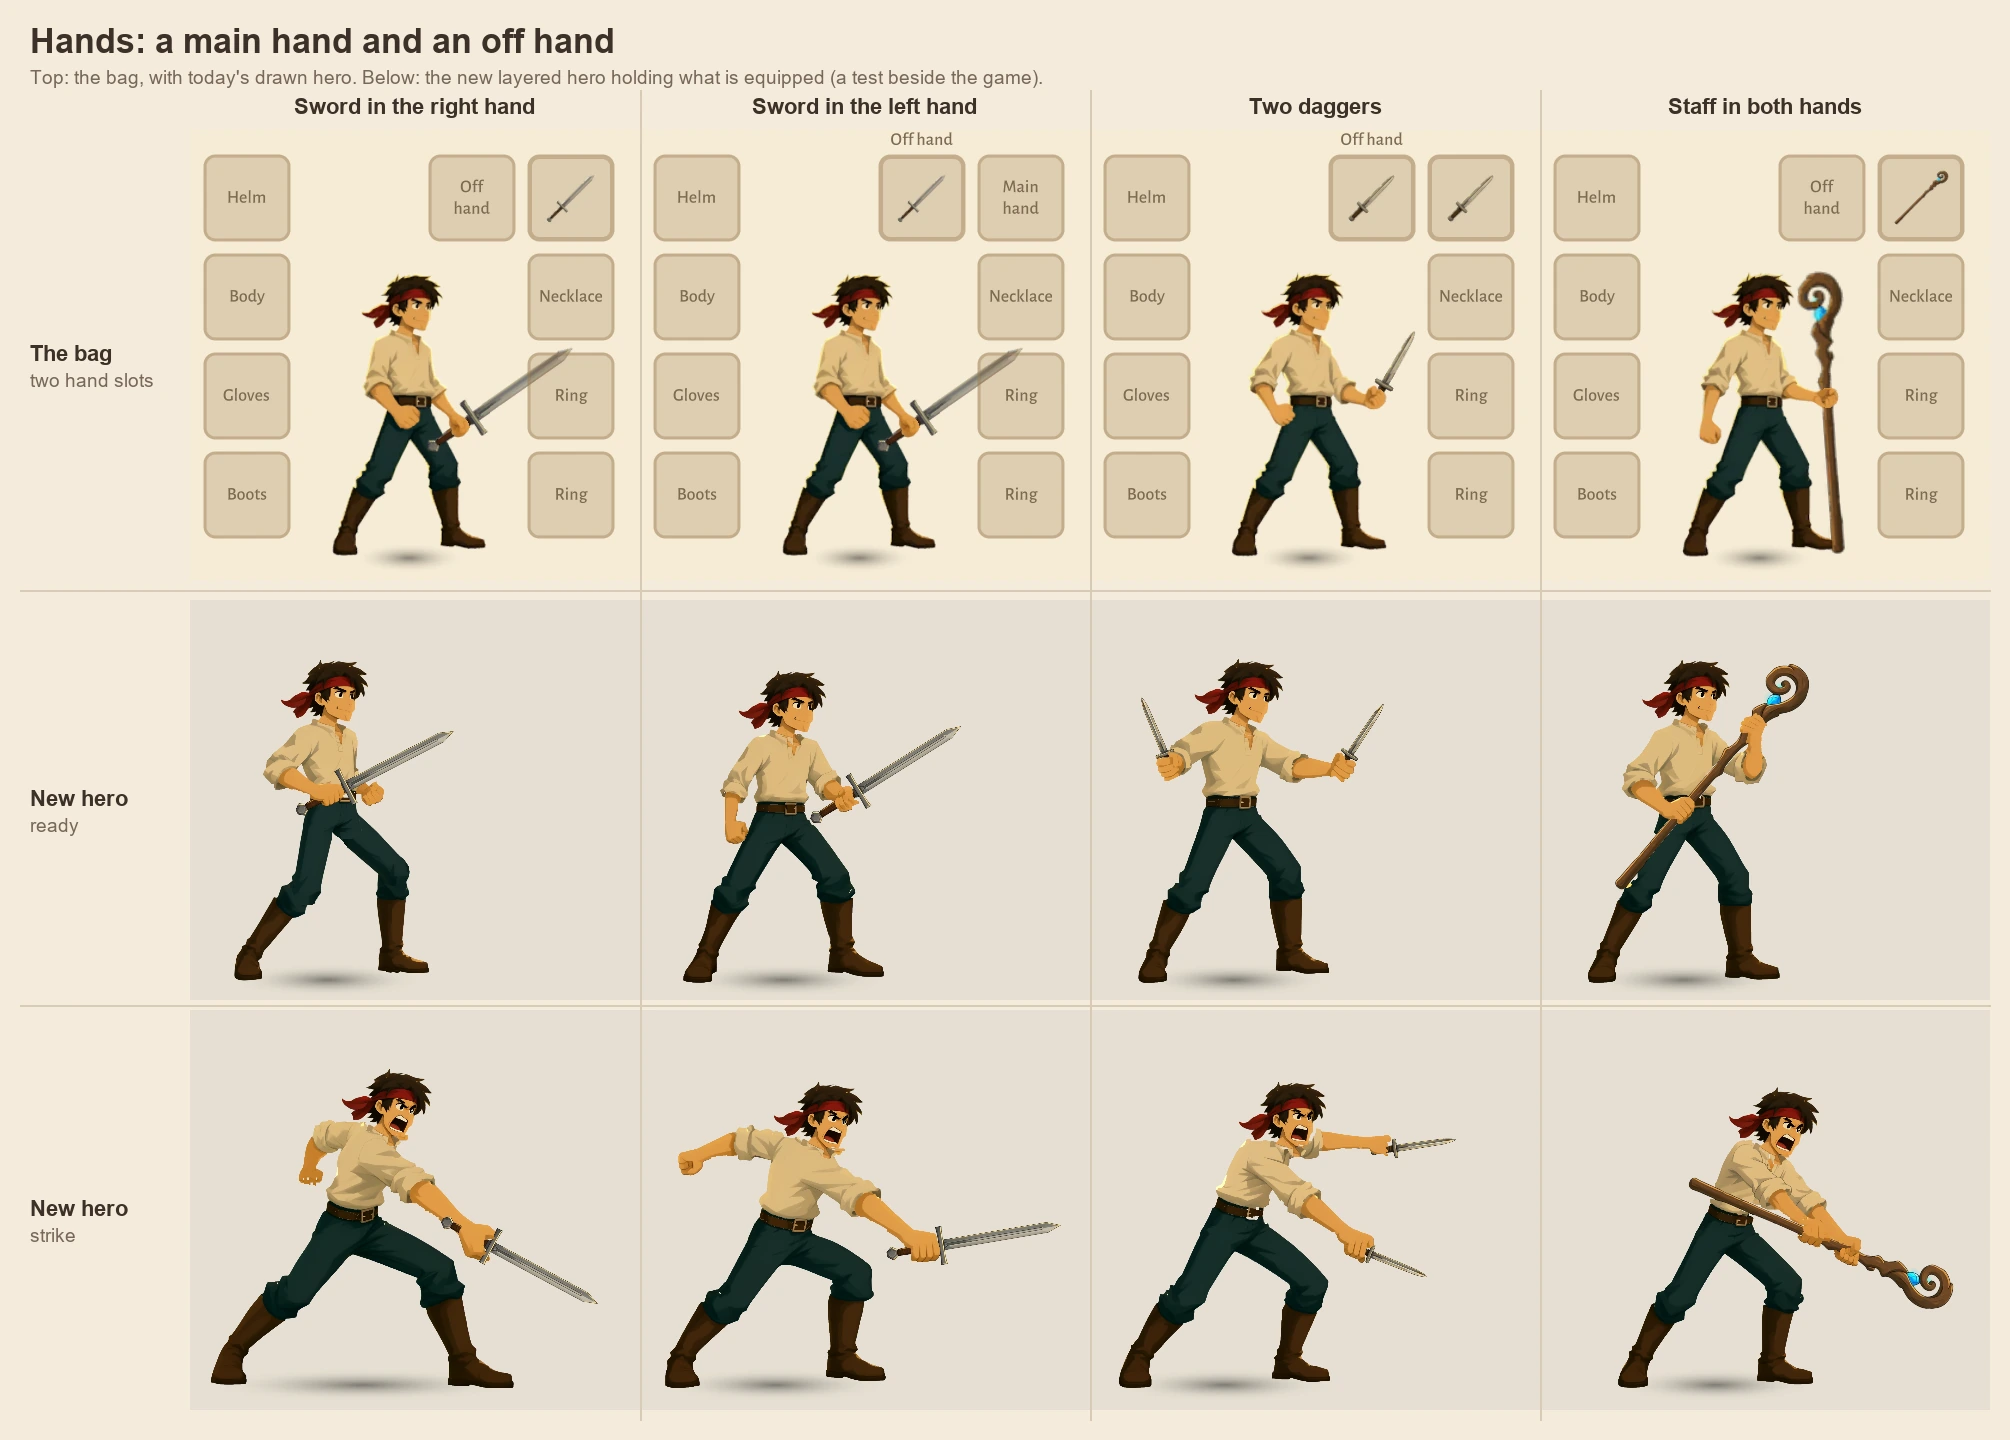 Hands: a main hand and an off hand
Top: the bag, with today's drawn hero. Below: the new layered hero holding what is equipped (a test beside the game).
Sword in the right hand
Sword in the left hand
Two daggers
Staff in both hands
The bag
two hand slots
Helm
Off
hand
Body
Necklace
Gloves
Ring
Boots
Ring
Off hand
Helm
Main
hand
Body
Necklace
Gloves
Ring
Boots
Ring
Off hand
Helm
Body
Necklace
Gloves
Ring
Boots
Ring
Helm
Off
hand
Body
Necklace
Gloves
Ring
Boots
Ring
New hero
ready
New hero
strike